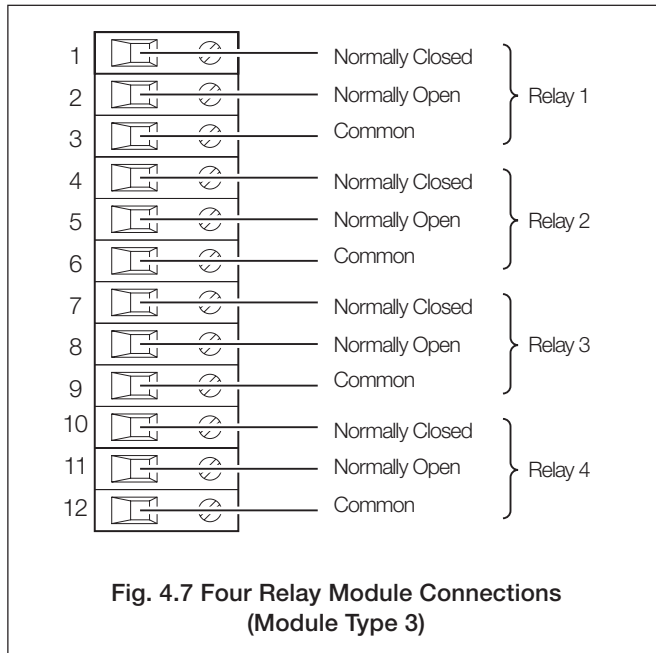 1 Normally Closed
2 Normally Open Relay 1
3 Common
4 Normally Closed
5 Normally Open Relay 2
6 Common
7 Normally Closed
8 Normally Open Relay 3
9 Common
10 Normally Closed
11 Normally Open Relay 4
12 Common
Fig. 4.7 Four Relay Module Connections
(Module Type 3)